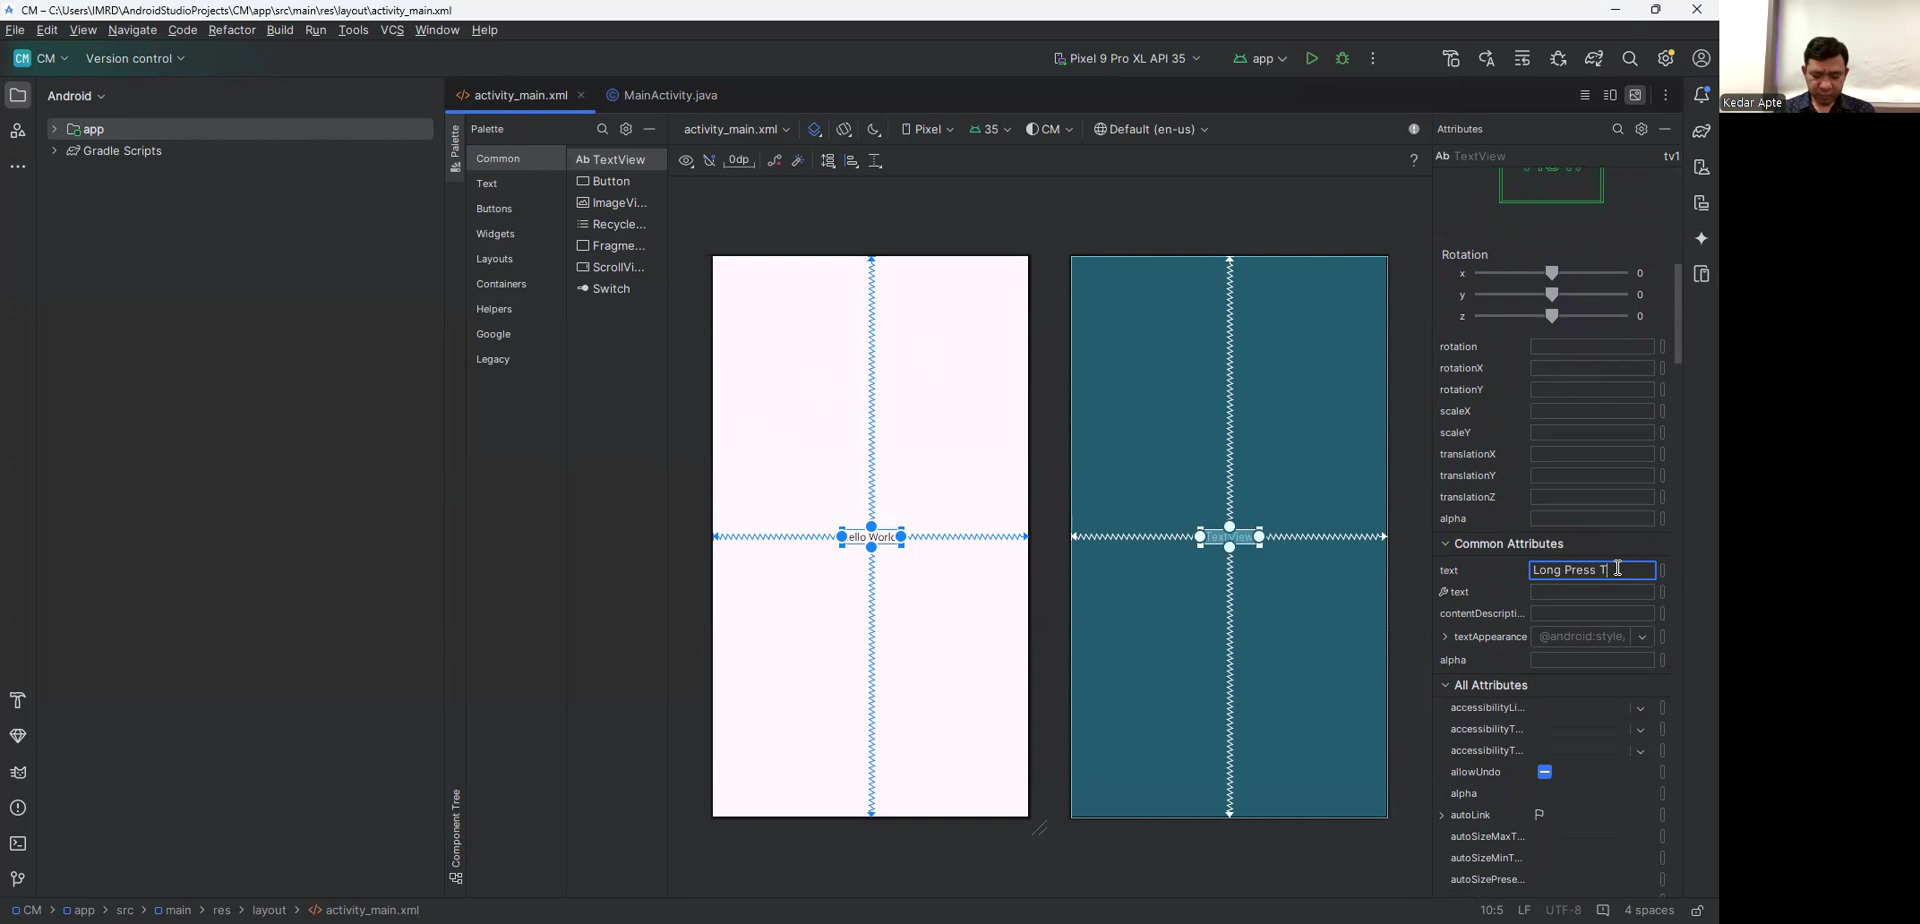 CM – C:\Users\IMRD\AndroidStudioProjects\CM\app\src\main\res\layout\activity_main.xml
File Edit View Navigate Code Refactor Build Run Tools VCS Window Help
CM CM Version control Pixel 9 Pro XL API 35 app
Kedar Apte
Android
activity_main.xml MainActivity.java
app
Gradle Scripts
Palette
Palette
Common
Text
Buttons
Widgets
Layouts
Containers
Helpers
Google
Legacy
Ab TextView
Button
ImageVi...
Recycle...
Fragme...
ScrollVi...
Switch
Component Tree
activity_main.xml Pixel 35 CM Default (en-us)
0dp ?
ello World
TextView
Attributes
Ab TextView tv1
Rotation
x 0
y 0
z 0
rotation
rotationX
rotationY
scaleX
scaleY
translationX
translationY
translationZ
alpha
Common Attributes
text Long Press T
text
contentDescripti...
textAppearance @android:style,
alpha
All Attributes
accessibilityLi...
accessibilityT...
accessibilityT...
allowUndo
alpha
autoLink
autoSizeMaxT...
autoSizeMinT...
autoSizePrese...
CM > app > src > main > res > layout > activity_main.xml 10:5 LF UTF-8 4 spaces